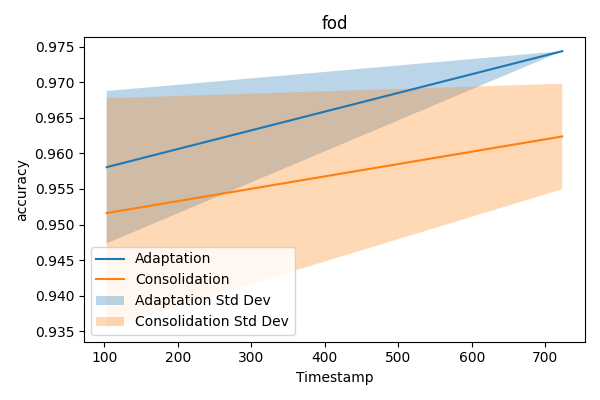 fod
accuracy
0.975
0.970
0.965
0.960
0.955
0.950
0.945
0.940
0.935
Adaptation
Consolidation
Adaptation Std Dev
Consolidation Std Dev
100 200 300 400 500 600 700
Timestamp